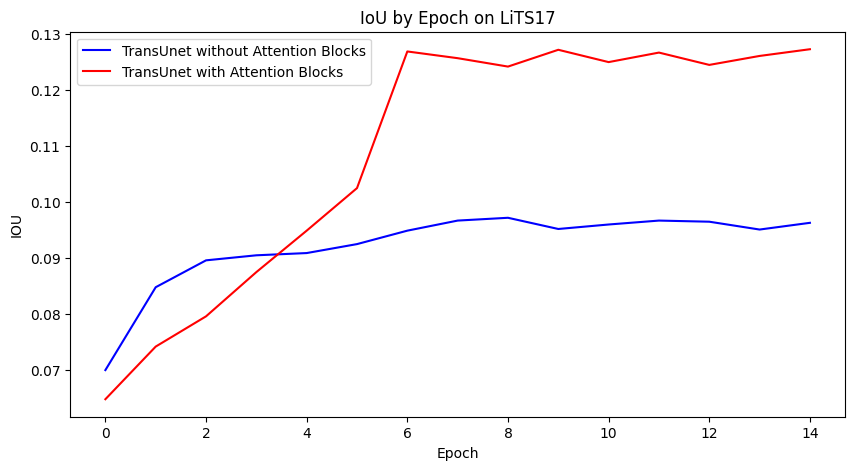 IoU by Epoch on LiTS17
TransUnet without Attention Blocks
TransUnet with Attention Blocks
IOU
0.13
0.12
0.11
0.10
0.09
0.08
0.07
0 2 4 6 8 10 12 14
Epoch